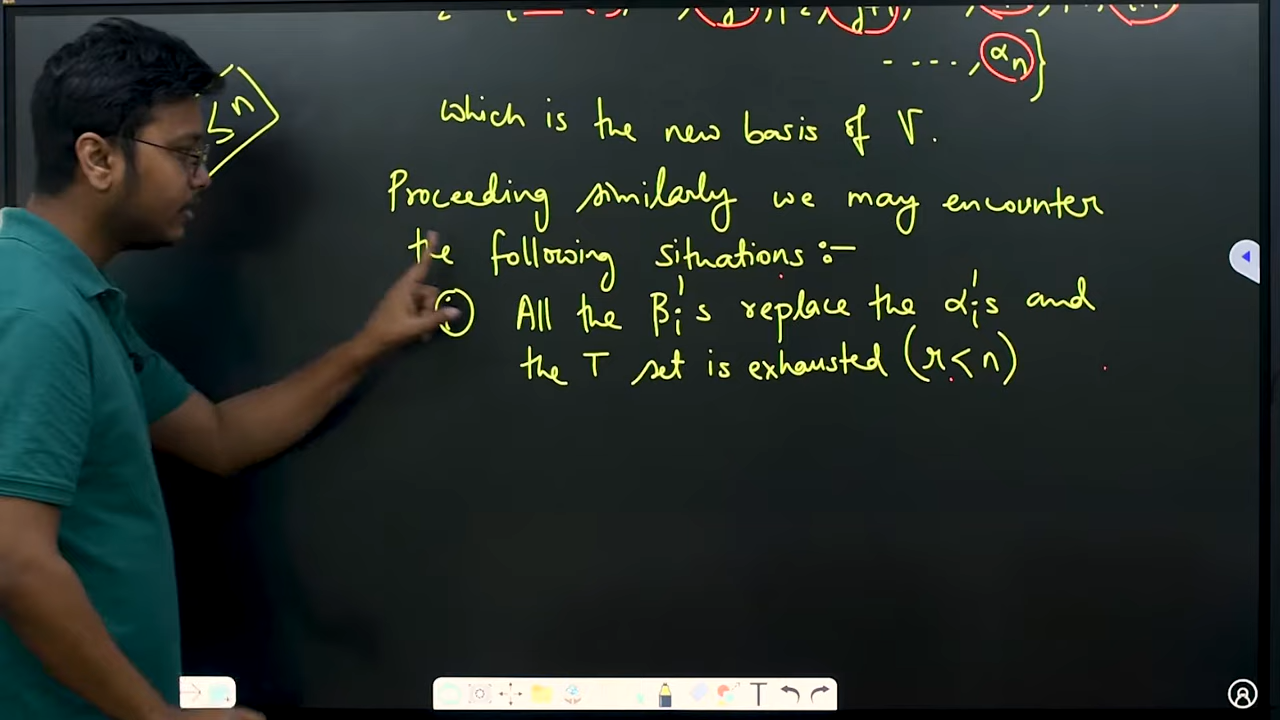 - - - - , αn }
≤ n
which is the new basis of V.
Proceeding similarly we may encounter
the following situations :-
i All the βi's replace the αi's and
the T set is exhausted (r < n)
T